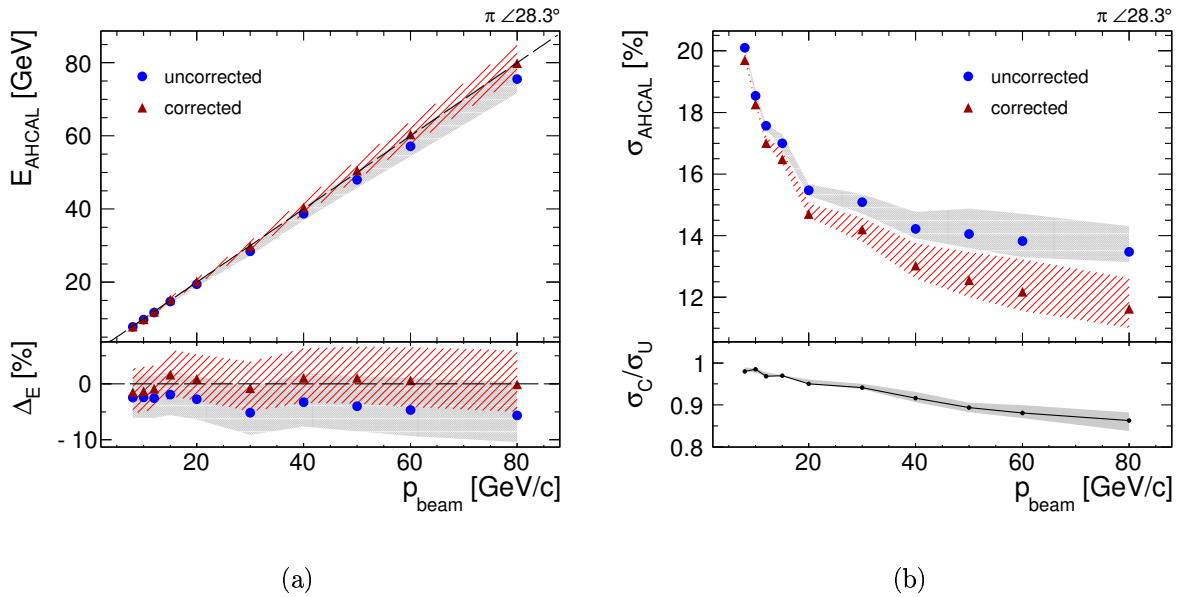 π ∠28.3°
E_AHCAL [GeV]
80
60
40
20
uncorrected
corrected
Δ_E [%]
0
- 10
20 40 60 80
p_beam [GeV/c]
(a)
π ∠28.3°
σ_AHCAL [%]
20
18
16
14
12
uncorrected
corrected
σ_C/σ_U
1
0.9
0.8
20 40 60 80
p_beam [GeV/c]
(b)